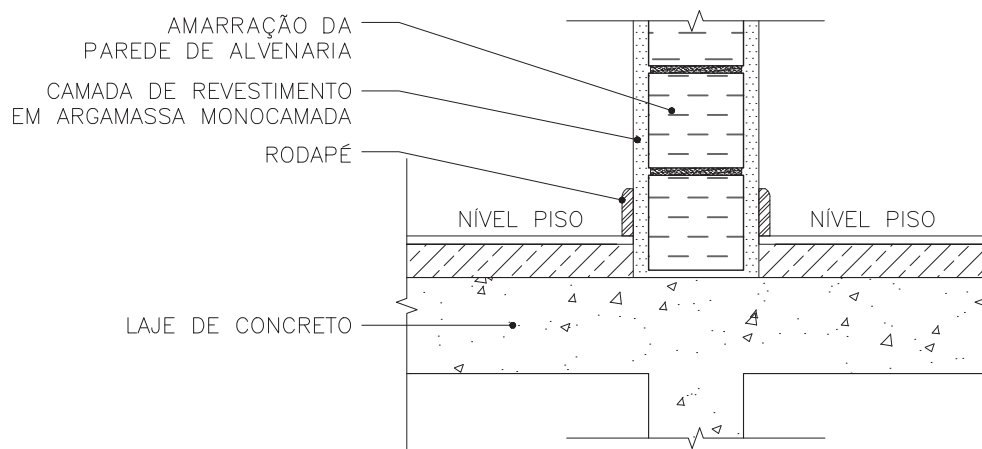 AMARRAÇÃO DA
PAREDE DE ALVENARIA
CAMADA DE REVESTIMENTO
EM ARGAMASSA MONOCAMADA
RODAPÉ
NÍVEL PISO
NÍVEL PISO
LAJE DE CONCRETO